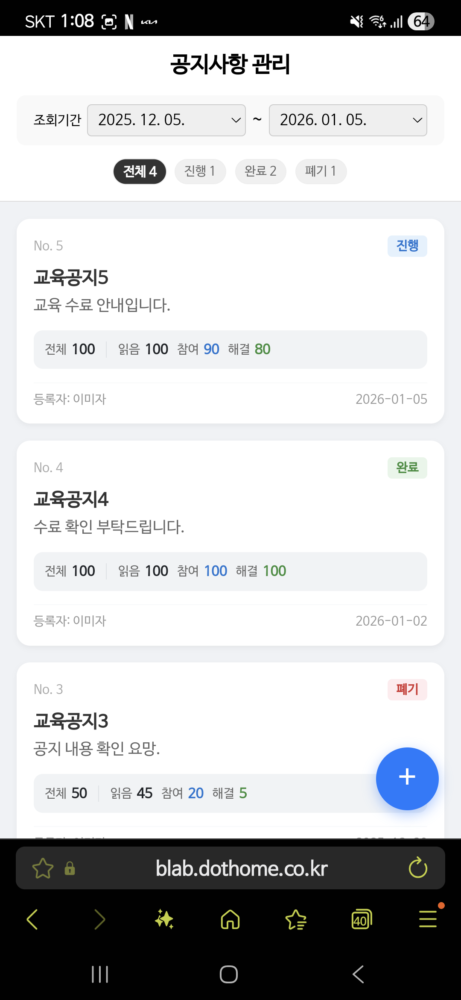 SKT 1:08 64
공지사항 관리
조회기간 2025. 12. 05. ~ 2026. 01. 05.
전체 4 진행 1 완료 2 폐기 1
No. 5 진행
교육공지5
교육 수료 안내입니다.
전체 100 읽음 100 참여 90 해결 80
등록자: 이미자 2026-01-05
No. 4 완료
교육공지4
수료 확인 부탁드립니다.
전체 100 읽음 100 참여 100 해결 100
등록자: 이미자 2026-01-02
No. 3 폐기
교육공지3
공지 내용 확인 요망.
+
전체 50 읽음 45 참여 20 해결 5
blab.dothome.co.kr
40